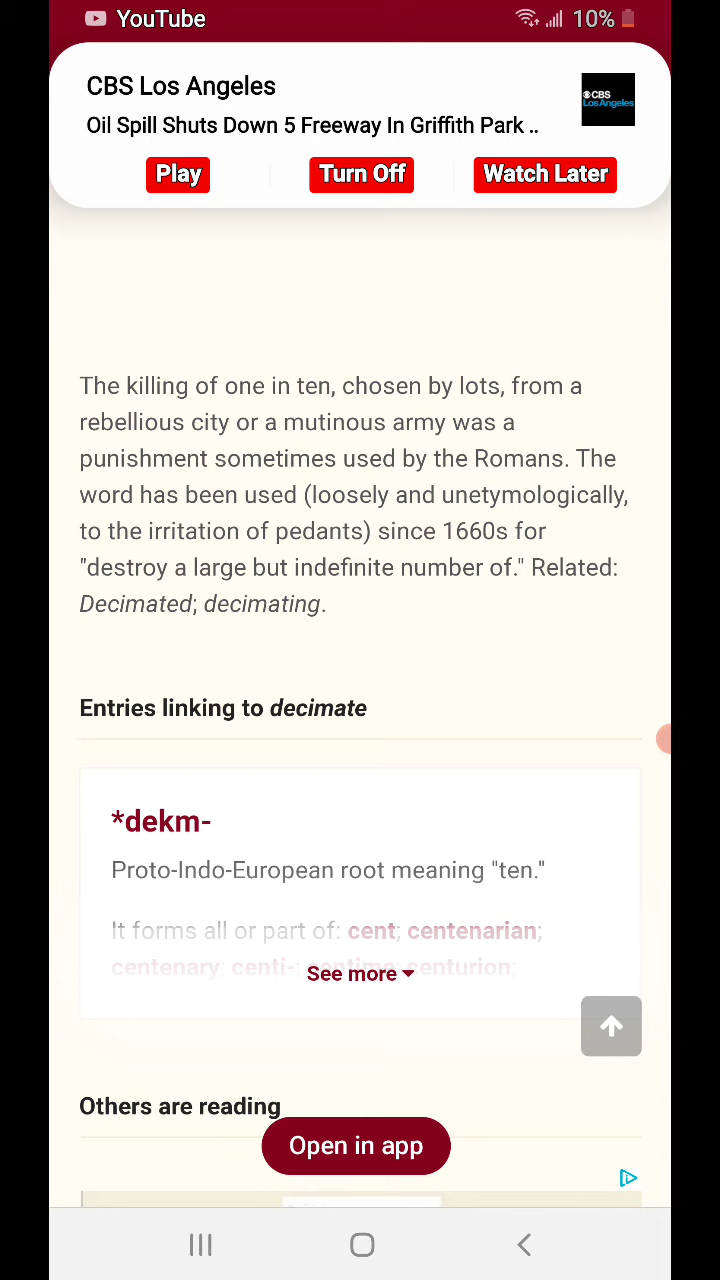 YouTube
10%
CBS Los Angeles
CBS
Los Angeles
Oil Spill Shuts Down 5 Freeway In Griffith Park ..
Play
Turn Off
Watch Later
The killing of one in ten, chosen by lots, from a
rebellious city or a mutinous army was a
punishment sometimes used by the Romans. The
word has been used (loosely and unetymologically,
to the irritation of pedants) since 1660s for
"destroy a large but indefinite number of." Related:
Decimated; decimating.
Entries linking to decimate
*dekm-
Proto-Indo-European root meaning "ten."
It forms all or part of: cent; centenarian;
centenary; centi-; centime; centurion;
See more
Others are reading
Open in app